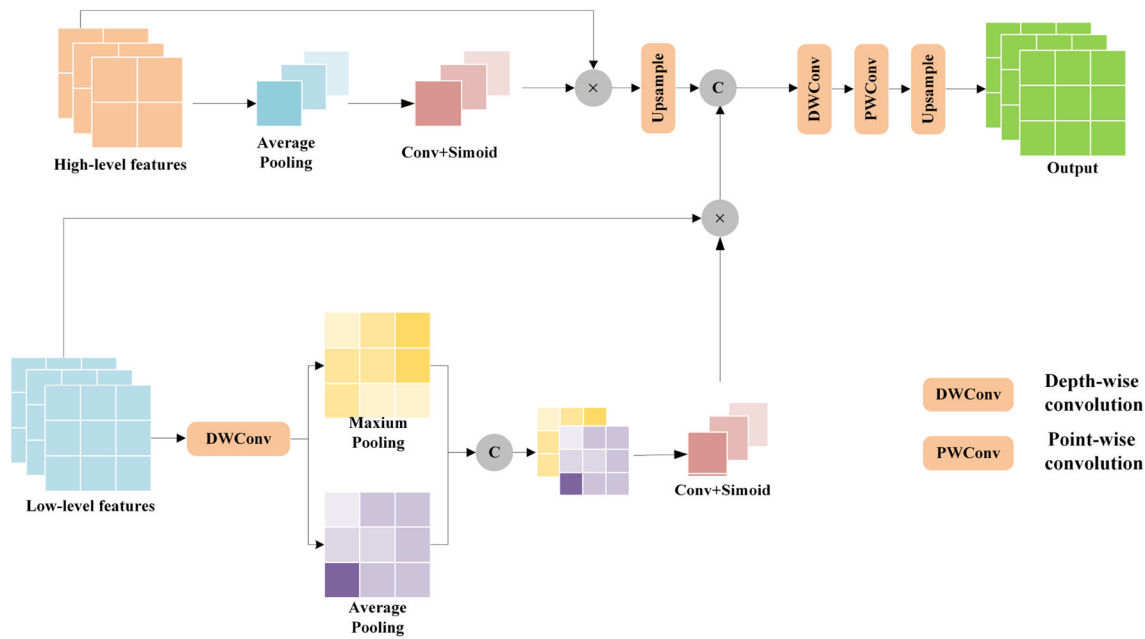 High-level features
Average
Pooling
Conv+Simoid
×
Upsample
C
DWConv
PWConv
Upsample
Output
×
Low-level features
DWConv
Maxium
Pooling
Average
Pooling
C
Conv+Simoid
DWConv
Depth-wise
convolution
PWConv
Point-wise
convolution